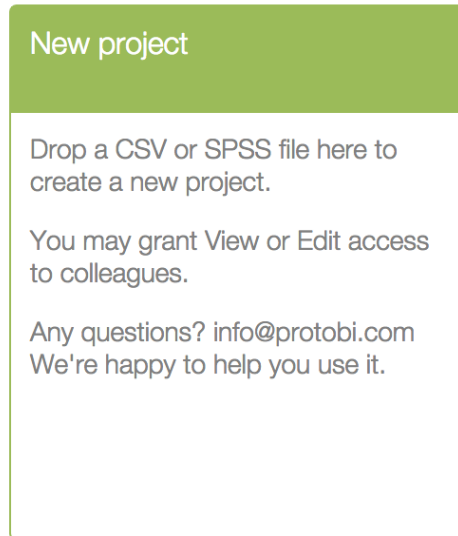 New project
Drop a CSV or SPSS file here to
create a new project.
You may grant View or Edit access
to colleagues.
Any questions? info@protobi.com
We're happy to help you use it.